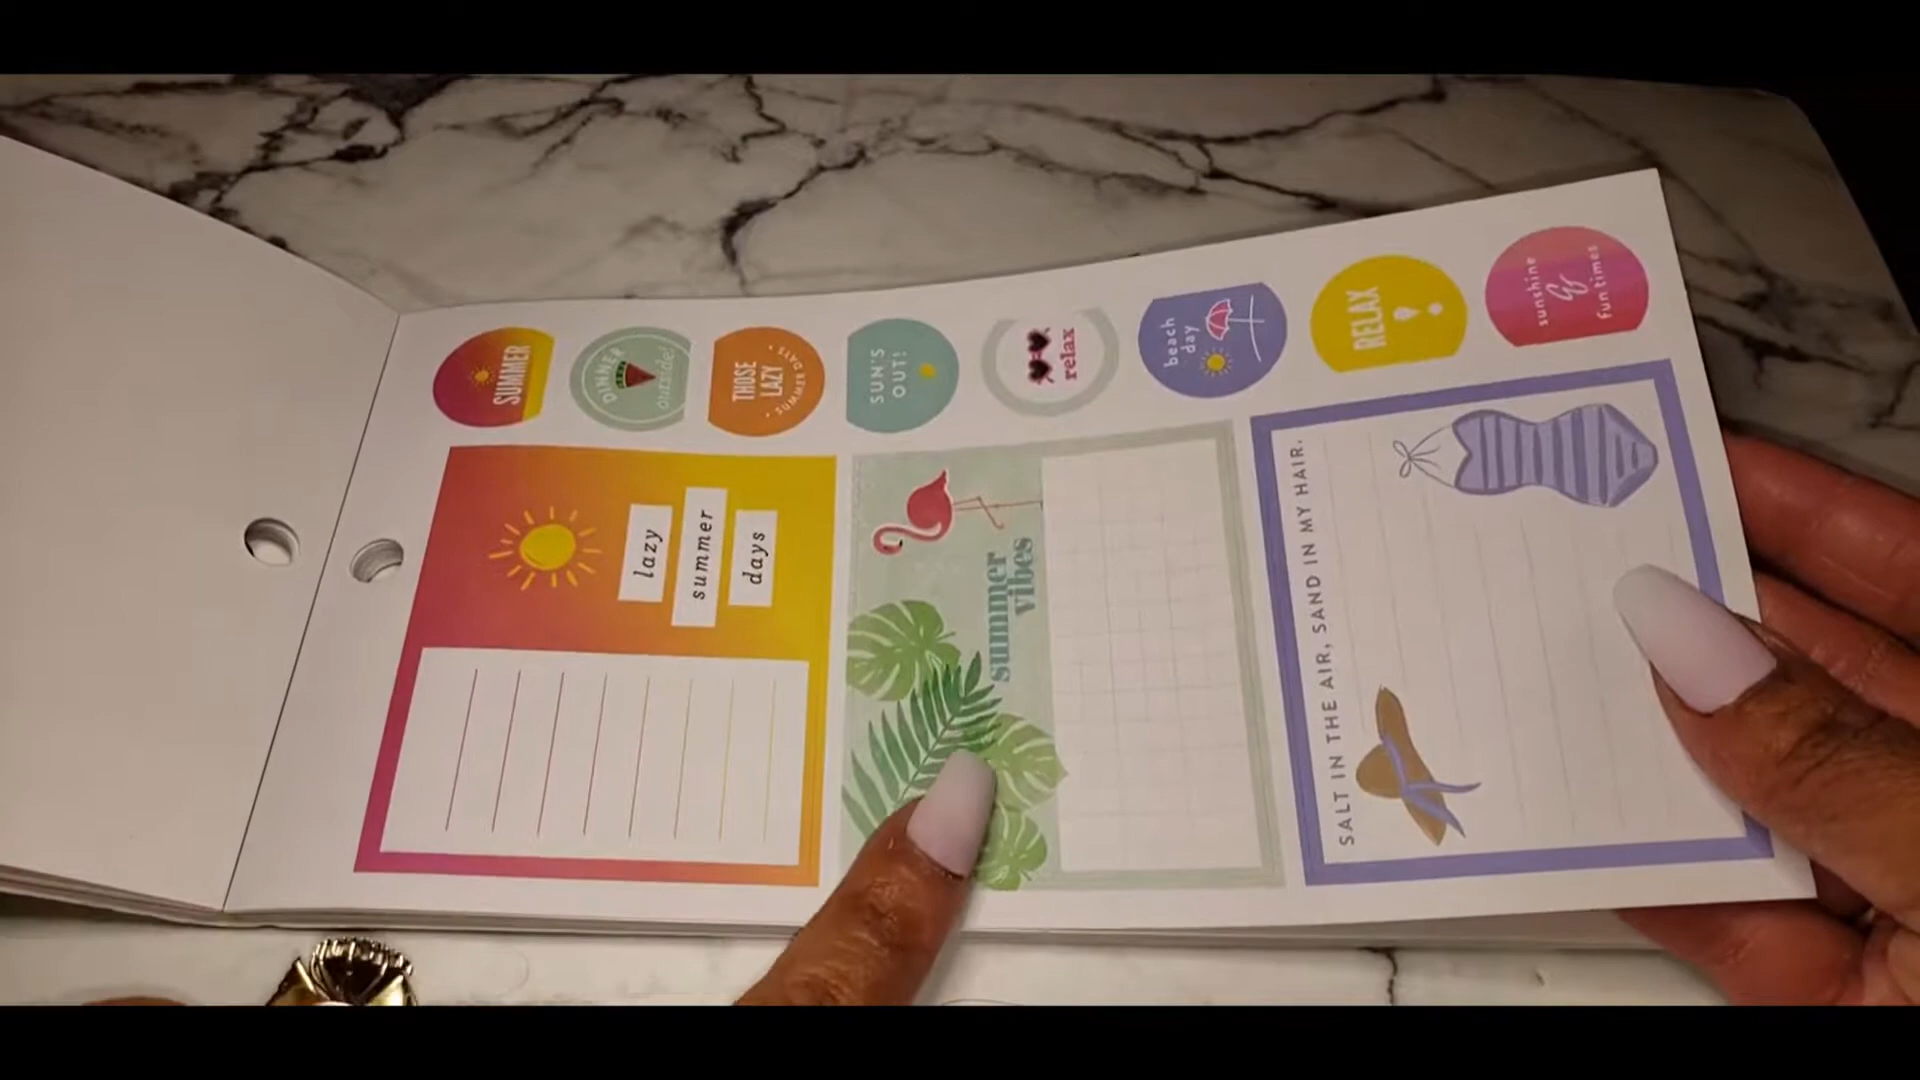 SUMMER
DINNER
outside!
THOSE
LAZY
• SUMMER DAYS •
SUN'S
OUT!
relax
beach
day
RELAX
sunshine
&
fun times
lazy
summer
days
summer
vibes
SALT IN THE AIR, SAND IN MY HAIR.